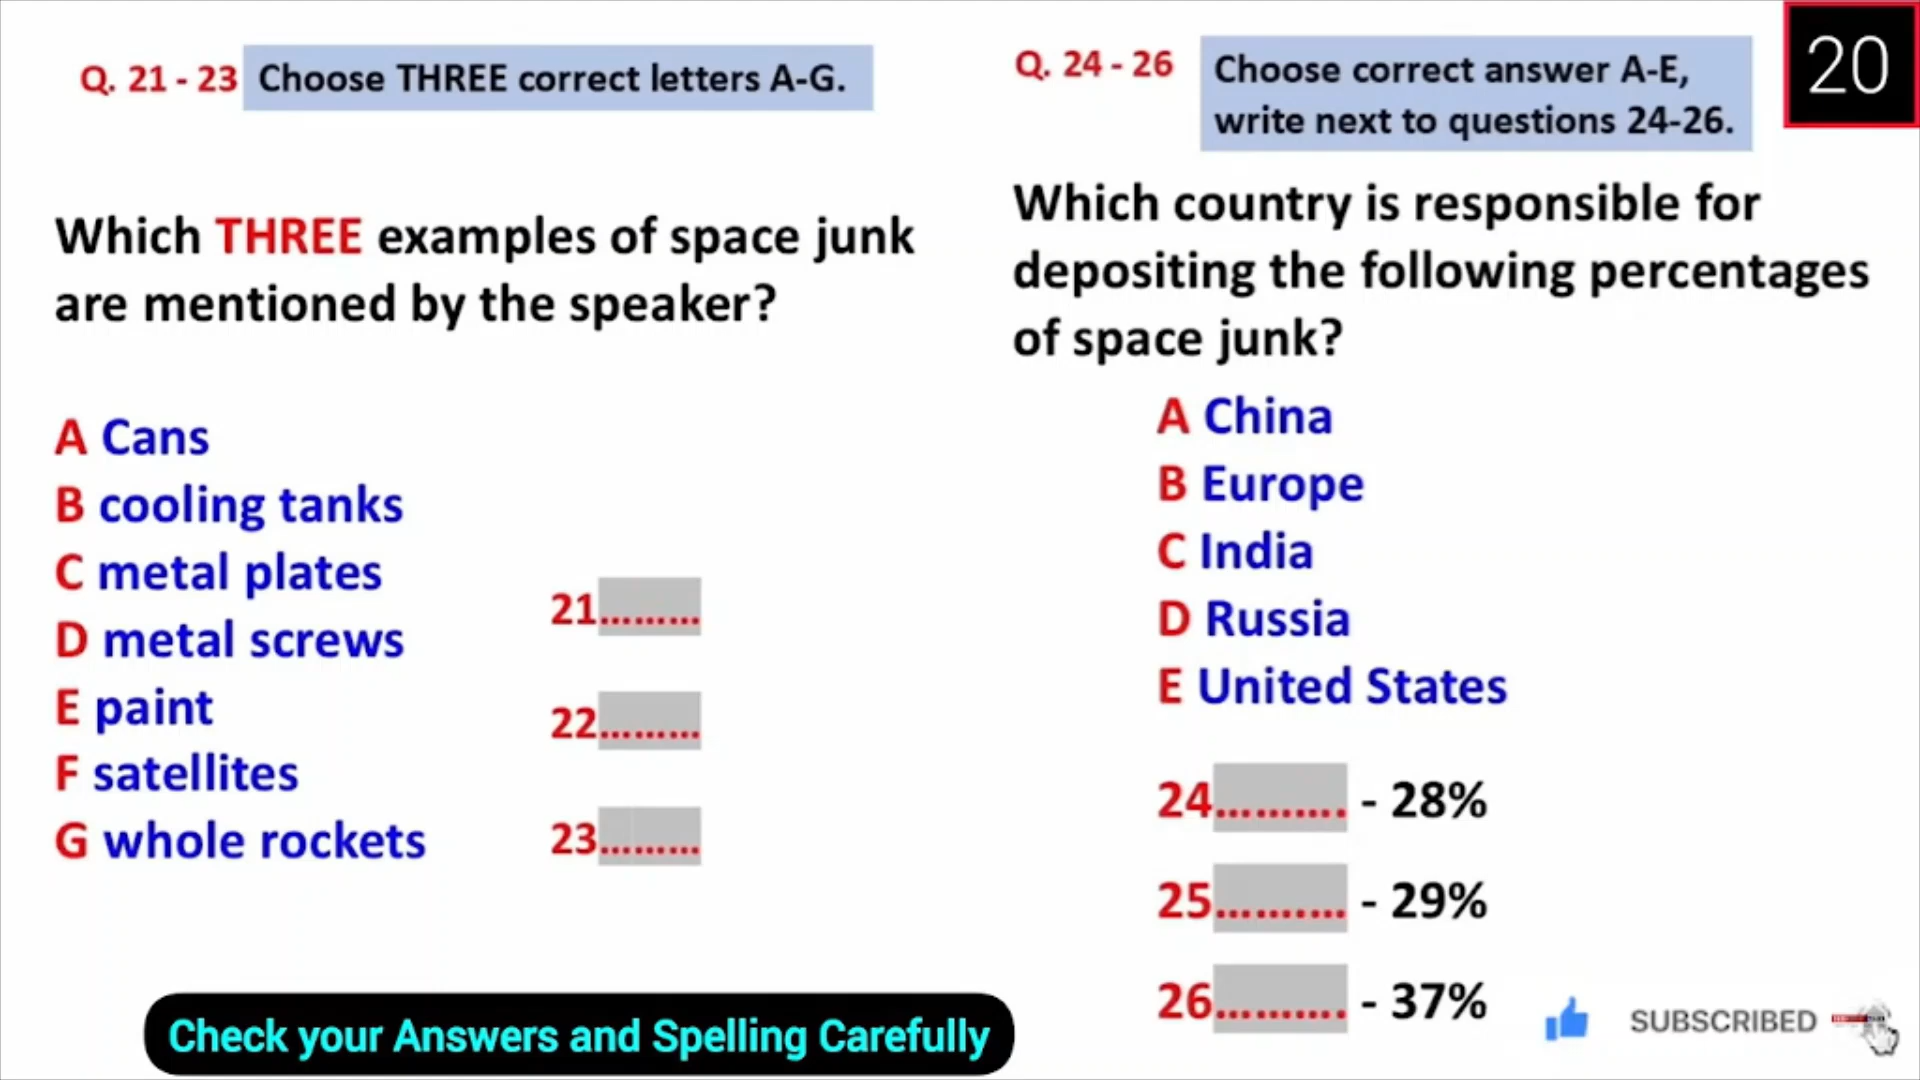 Q. 21 - 23 Choose THREE correct letters A-G.
Which THREE examples of space junk
are mentioned by the speaker?
A Cans
B cooling tanks
C metal plates
D metal screws
E paint
F satellites
G whole rockets
21.........
22.........
23.........
Q. 24 - 26 Choose correct answer A-E,
write next to questions 24-26.
20
Which country is responsible for
depositing the following percentages
of space junk?
A China
B Europe
C India
D Russia
E United States
24........... - 28%
25........... - 29%
26........... - 37%
Check your Answers and Spelling Carefully
SUBSCRIBED